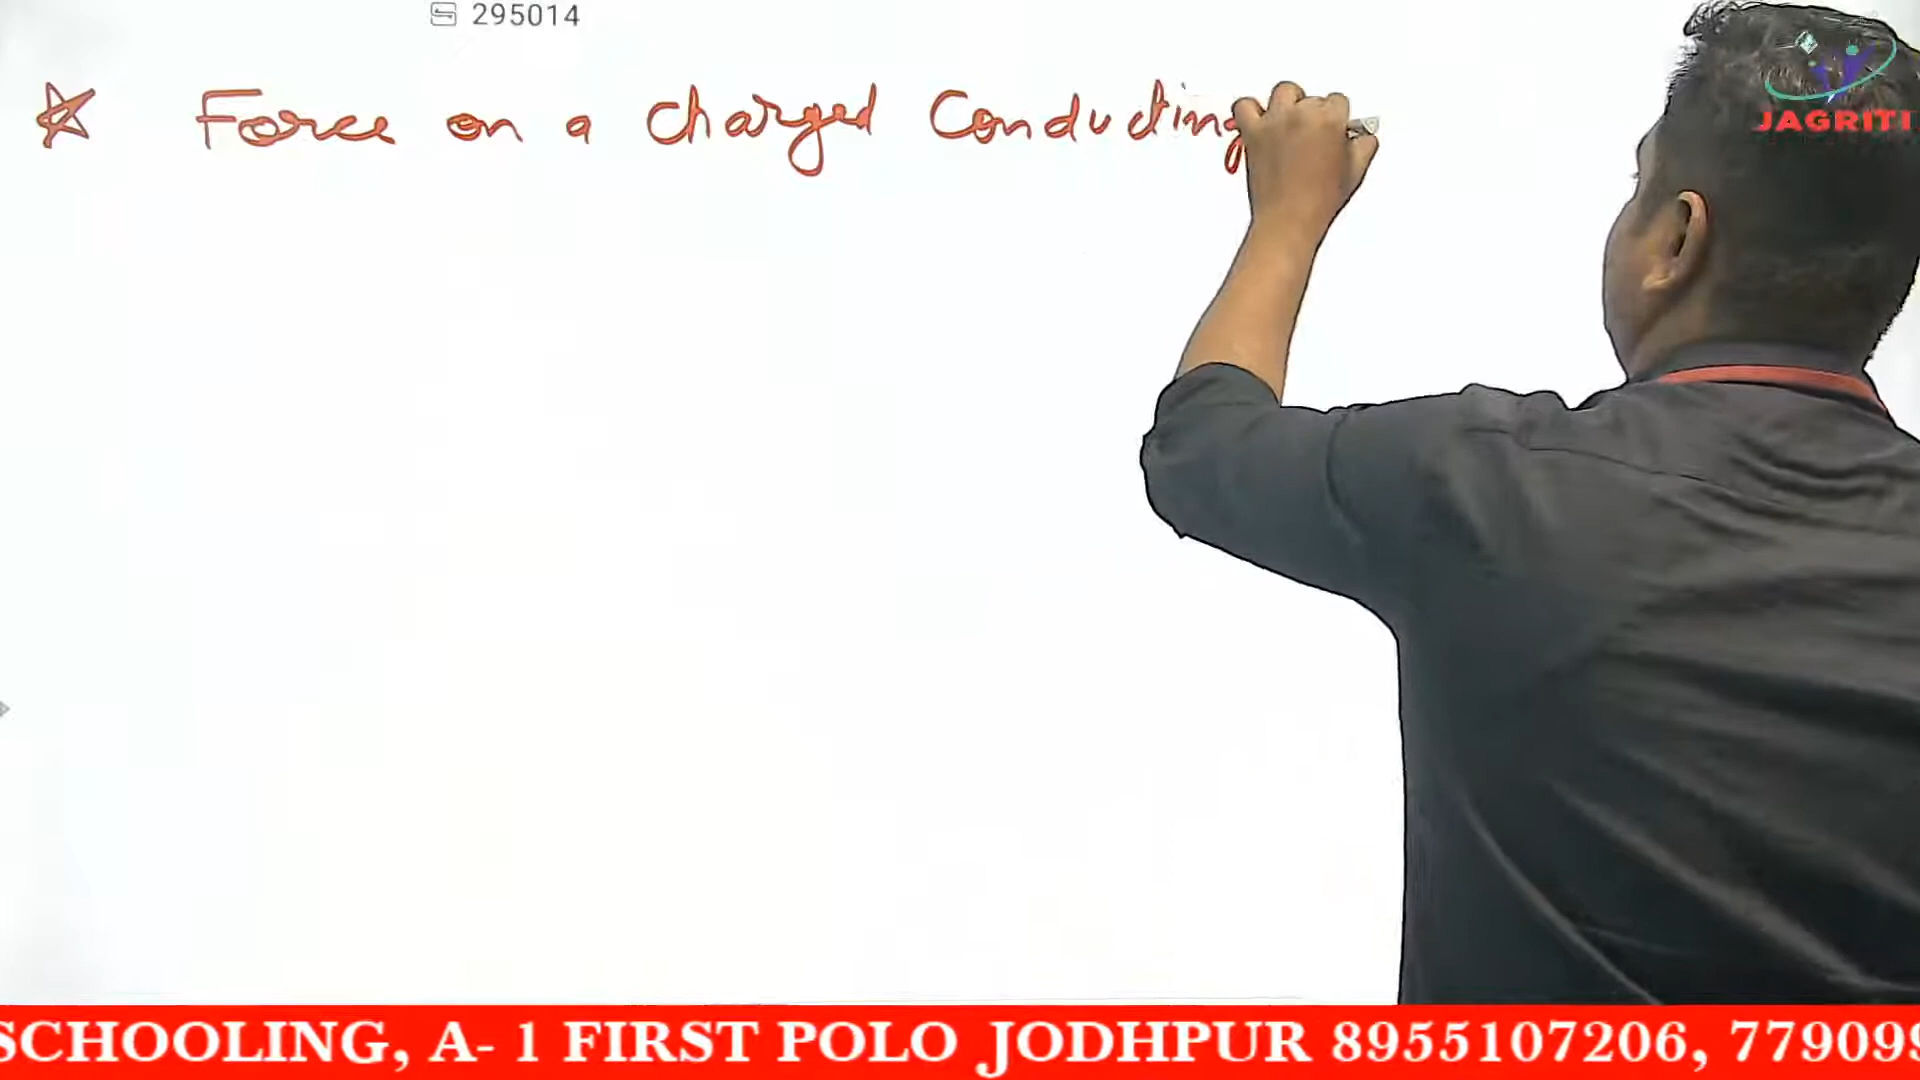 295014
JAGRITI
☆ Force on a charged Conducting
SCHOOLING, A- 1 FIRST POLO JODHPUR 8955107206, 779099